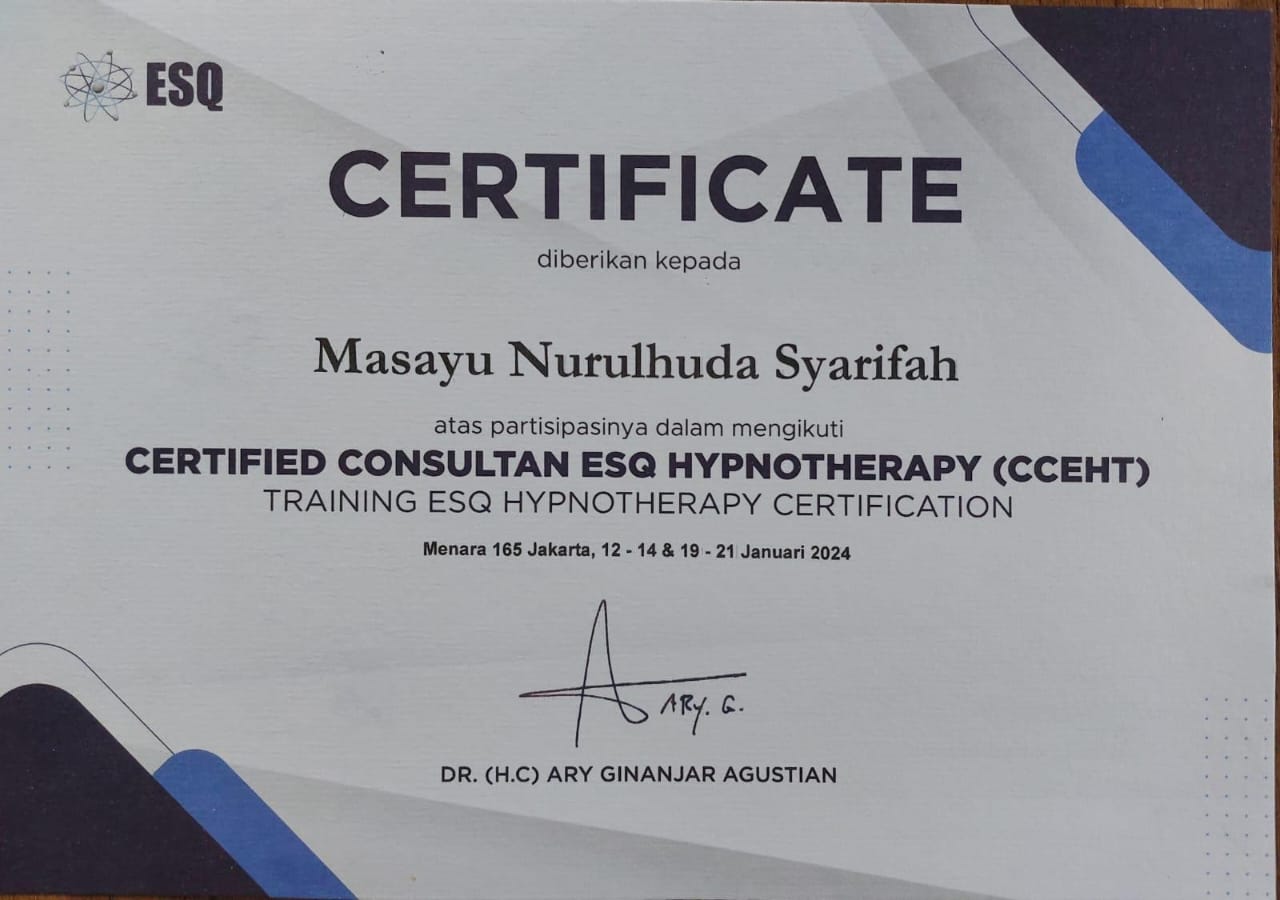 ESQ
CERTIFICATE
diberikan kepada
Masayu Nurulhuda Syarifah
atas partisipasinya dalam mengikuti
CERTIFIED CONSULTAN ESQ HYPNOTHERAPY (CCEHT)
TRAINING ESQ HYPNOTHERAPY CERTIFICATION
Menara 165 Jakarta, 12 - 14 & 19 - 21 Januari 2024
ARY. G.
DR. (H.C) ARY GINANJAR AGUSTIAN